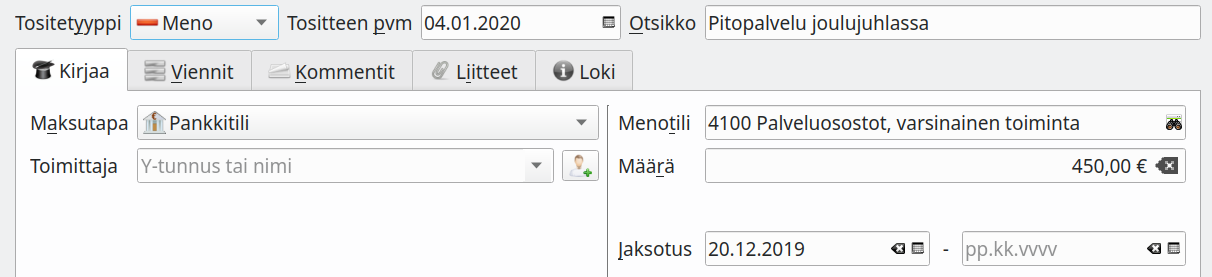 Tositetyyppi Meno Tositteen pvm 04.01.2020 Otsikko Pitopalvelu joulujuhlassa
Kirjaa Viennit Kommentit Liitteet Loki
Maksutapa Pankkitili Menotili 4100 Palveluosostot, varsinainen toiminta
Toimittaja Y-tunnus tai nimi Määrä 450,00 €
Jaksotus 20.12.2019 - pp.kk.vvvv